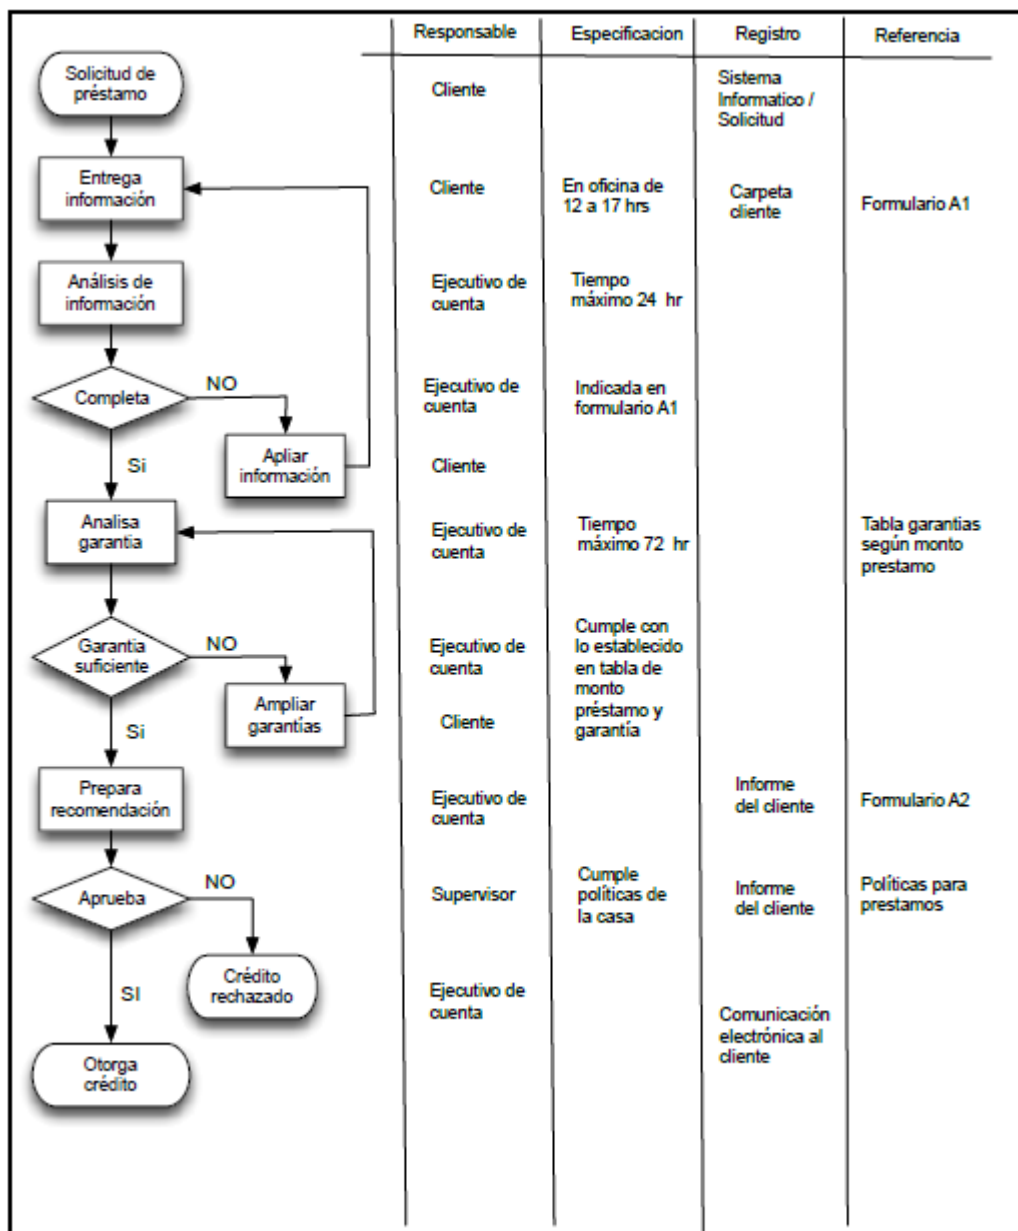 Responsable
Especificacion
Registro
Referencia
Solicitud de
préstamo
Cliente
Sistema
Informatico /
Solicitud
Entrega
información
Cliente
En oficina de
12 a 17 hrs
Carpeta
cliente
Formulario A1
Análisis de
información
Ejecutivo de
cuenta
Tiempo
máximo 24 hr
Completa
NO
Ejecutivo de
cuenta
Indicada en
formulario A1
Si
Apliar
información
Cliente
Analisa
garantia
Ejecutivo de
cuenta
Tiempo
máximo 72 hr
Tabla garantias
según monto
prestamo
Garantia
suficiente
NO
Ejecutivo de
cuenta
Cumple con
lo establecido
en tabla de
monto
préstamo y
garantía
Si
Ampliar
garantías
Cliente
Prepara
recomendación
Ejecutivo de
cuenta
Informe
del cliente
Formulario A2
Aprueba
NO
Supervisor
Cumple
políticas de
la casa
Informe
del cliente
Políticas para
prestamos
SI
Crédito
rechazado
Ejecutivo de
cuenta
Comunicación
electrónica al
cliente
Otorga
crédito